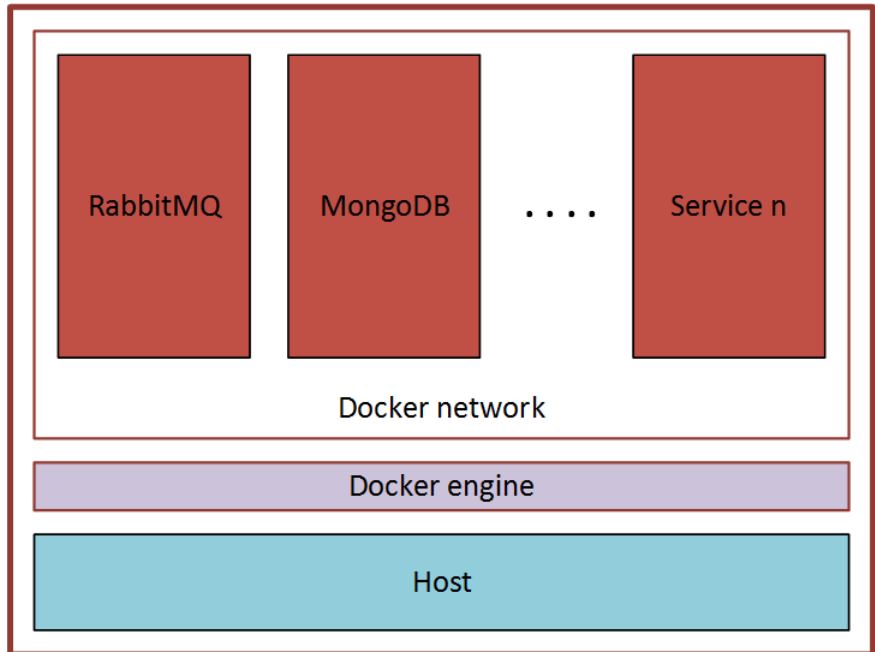 RabbitMQ
MongoDB
. . . .
Service n
Docker network
Docker engine
Host